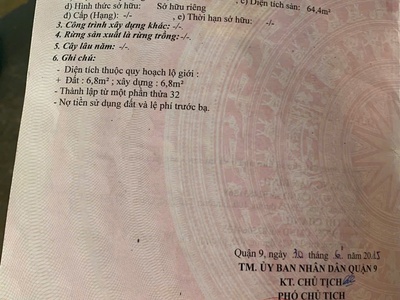 d) Hình thức sở hữu: Sở hữu riêng , c) Diện tích sàn: 64,4m²
đ) Cấp (Hạng): -/- , e) Thời hạn sở hữu: -/-
3. Công trình xây dựng khác: -/-
4. Rừng sản xuất là rừng trồng: -/-
5. Cây lâu năm: -/-
6. Ghi chú:
- Diện tích thuộc quy hoạch lộ giới :
+ Đất : 6,8m² ; xây dựng : 6,8m²
- Thành lập từ một phần thửa 32
- Nợ tiền sử dụng đất và lệ phí trước bạ.
Quận 9, ngày 30 tháng 6 năm 2015
TM. ỦY BAN NHÂN DÂN QUẬN 9
KT. CHỦ TỊCH
PHÓ CHỦ TỊCH